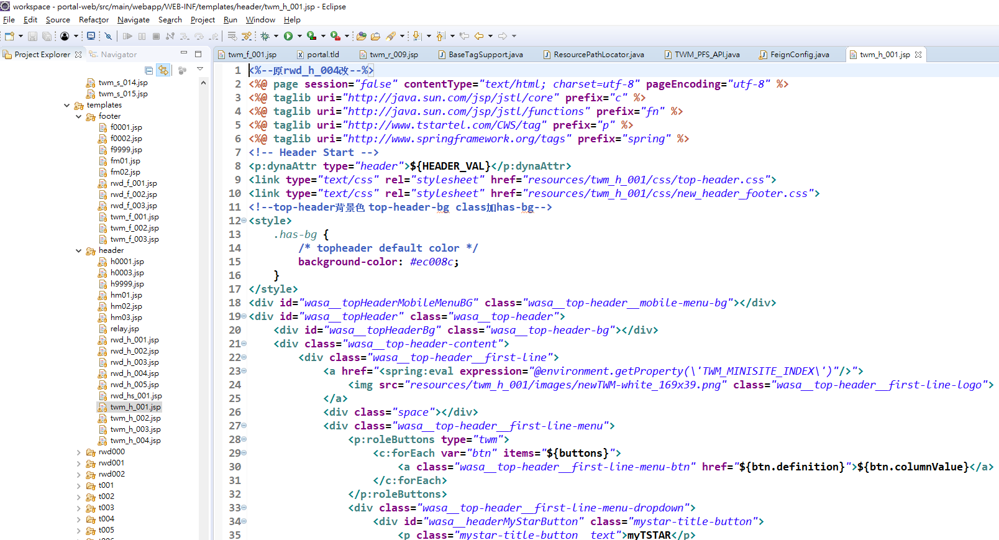 workspace - portal-web/src/main/webapp/WEB-INF/templates/header/twm_h_001.jsp - Eclipse
File Edit Source Refactor Navigate Search Project Run Window Help
Project Explorer Navigator
twm_f_001.jsp portal.tld twm_r_009.jsp BaseTagSupport.java ResourcePathLocator.java TWM_PFS_API.java FeignConfig.java twm_h_001.jsp
twm_s_014.jsp
twm_s_015.jsp
templates
footer
f0001.jsp
f0002.jsp
f9999.jsp
fm01.jsp
fm02.jsp
rwd_f_001.jsp
rwd_f_002.jsp
rwd_f_003.jsp
twm_f_001.jsp
twm_f_002.jsp
twm_f_003.jsp
header
h0001.jsp
h0003.jsp
h9999.jsp
hm01.jsp
hm02.jsp
hm03.jsp
relay.jsp
rwd_h_001.jsp
rwd_h_002.jsp
rwd_h_003.jsp
rwd_h_004.jsp
rwd_h_005.jsp
rwd_hs_001.jsp
twm_h_001.jsp
twm_h_002.jsp
twm_h_003.jsp
twm_h_004.jsp
rwd000
rwd001
rwd002
t001
t002
t003
t004
t005
1 <%--原rwd_h_004改--%>
2 <%@ page session="false" contentType="text/html; charset=utf-8" pageEncoding="utf-8" %>
3 <%@ taglib uri="http://java.sun.com/jsp/jstl/core" prefix="c" %>
4 <%@ taglib uri="http://java.sun.com/jsp/jstl/functions" prefix="fn" %>
5 <%@ taglib uri="http://www.tstartel.com/CWS/tag" prefix="p" %>
6 <%@ taglib uri="http://www.springframework.org/tags" prefix="spring" %>
7 <!-- Header Start -->
8 <p:dynaAttr type="header">${HEADER_VAL}</p:dynaAttr>
9 <link type="text/css" rel="stylesheet" href="resources/twm_h_001/css/top-header.css">
10 <link type="text/css" rel="stylesheet" href="resources/twm_h_001/css/new_header_footer.css">
11 <!--top-header背景色 top-header-bg class加has-bg-->
12 <style>
13 .has-bg {
14 /* topheader default color */
15 background-color: #ec008c;
16 }
17 </style>
18 <div id="wasa__topHeaderMobileMenuBG" class="wasa__top-header__mobile-menu-bg"></div>
19 <div id="wasa__topHeader" class="wasa__top-header">
20 <div id="wasa__topHeaderBg" class="wasa__top-header-bg"></div>
21 <div class="wasa__top-header-content">
22 <div class="wasa__top-header__first-line">
23 <a href="<spring:eval expression="@environment.getProperty(\'TWM_MINISITE_INDEX\')"/>">
24 <img src="resources/twm_h_001/images/newTWM-white_169x39.png" class="wasa__top-header__first-line-logo">
25 </a>
26 <div class="space"></div>
27 <div class="wasa__top-header__first-line-menu">
28 <p:roleButtons type="twm">
29 <c:forEach var="btn" items="${buttons}">
30 <a class="wasa__top-header__first-line-menu-btn" href="${btn.definition}">${btn.columnValue}</a>
31 </c:forEach>
32 </p:roleButtons>
33 <div class="wasa__top-header__first-line-menu-dropdown">
34 <div id="wasa__headerMyStarButton" class="mystar-title-button">
35 <p class="mystar-title-button__text">myTSTAR</p>